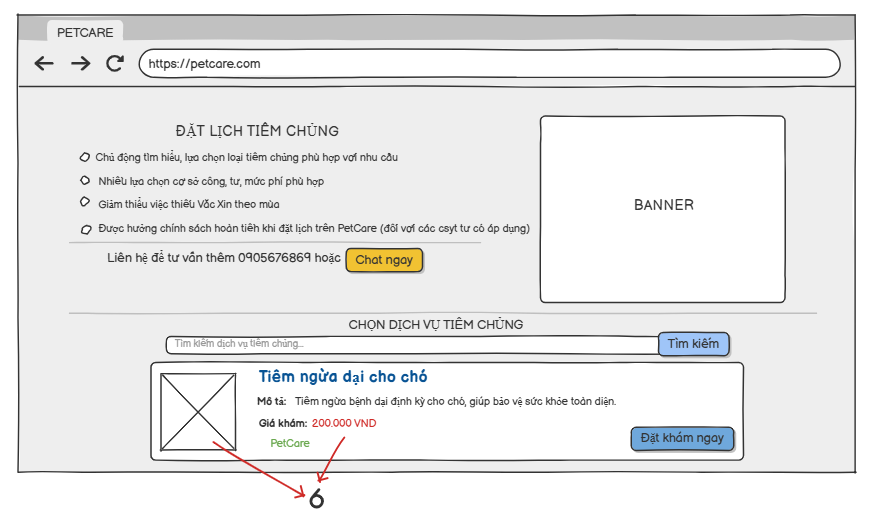 PETCARE
https://petcare.com
ĐẶT LỊCH TIÊM CHỦNG
Chủ động tìm hiểu, lựa chọn loại tiêm chủng phù hợp với nhu cầu
Nhiều lựa chọn cơ sở công, tư, mức phí phù hợp
Giảm thiểu việc thiếu Vắc Xin theo mùa
Được hưởng chính sách hoàn tiền khi đặt lịch trên PetCare (đối với các csyt tư có áp dụng)
BANNER
Liên hệ để tư vấn thêm 0905676869 hoặc Chat ngay
CHỌN DỊCH VỤ TIÊM CHỦNG
Tìm kiếm dịch vụ tiêm chủng... Tìm kiếm
Tiêm ngừa dại cho chó
Mô tả: Tiêm ngừa bệnh dại định kỳ cho chó, giúp bảo vệ sức khỏe toàn diện.
Giá khám: 200.000 VND
PetCare
Đặt khám ngay
6